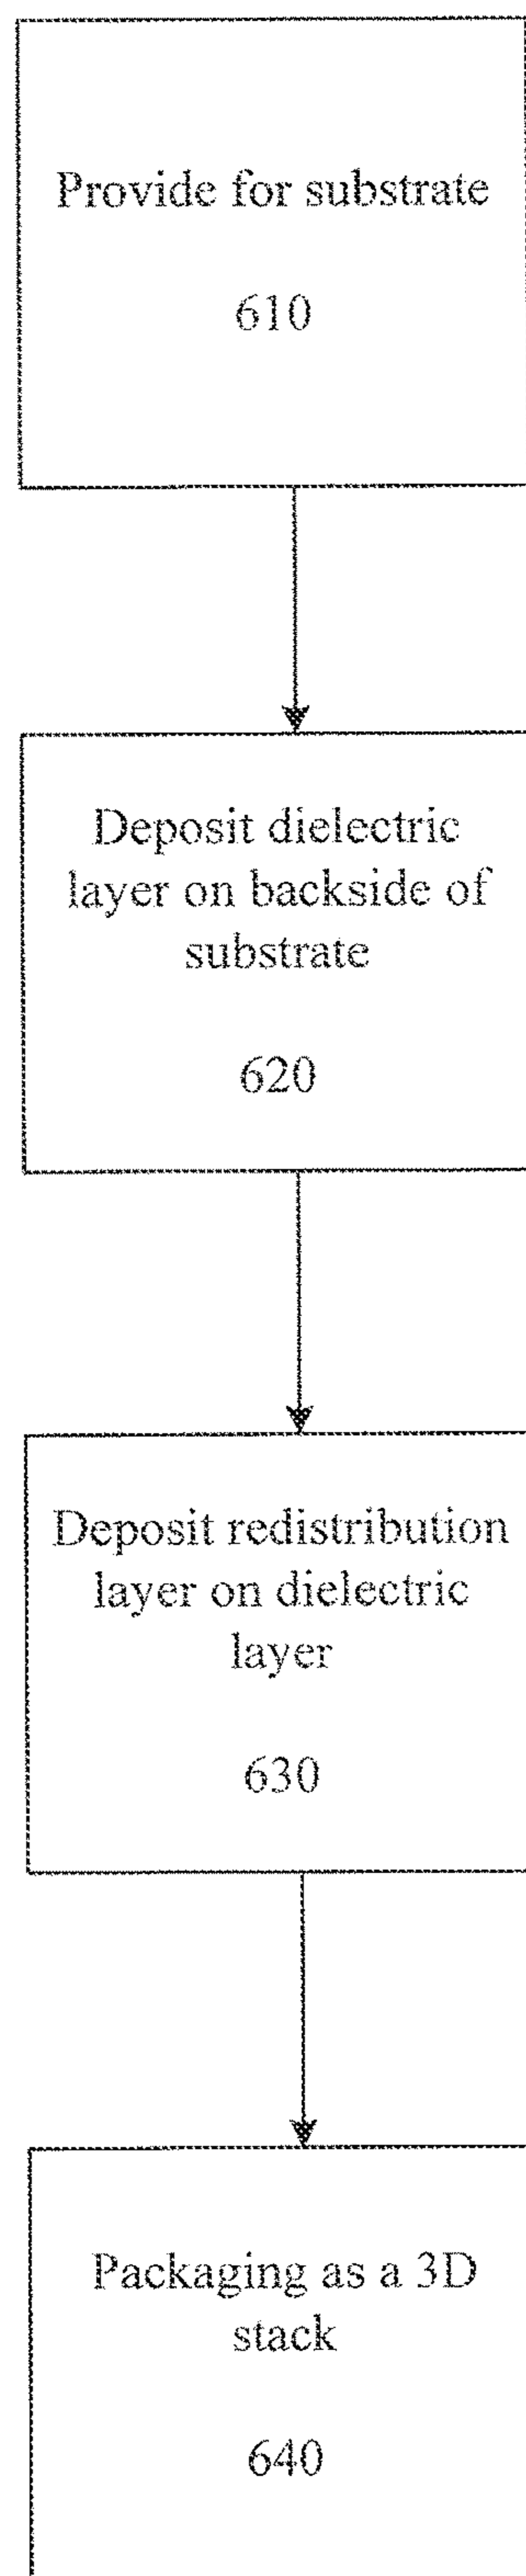 Provide for substrate
610
Deposit dielectric
layer on backside of
substrate
620
Deposit redistribution
layer on dielectric
layer
630
Packaging as a 3D
stack
640